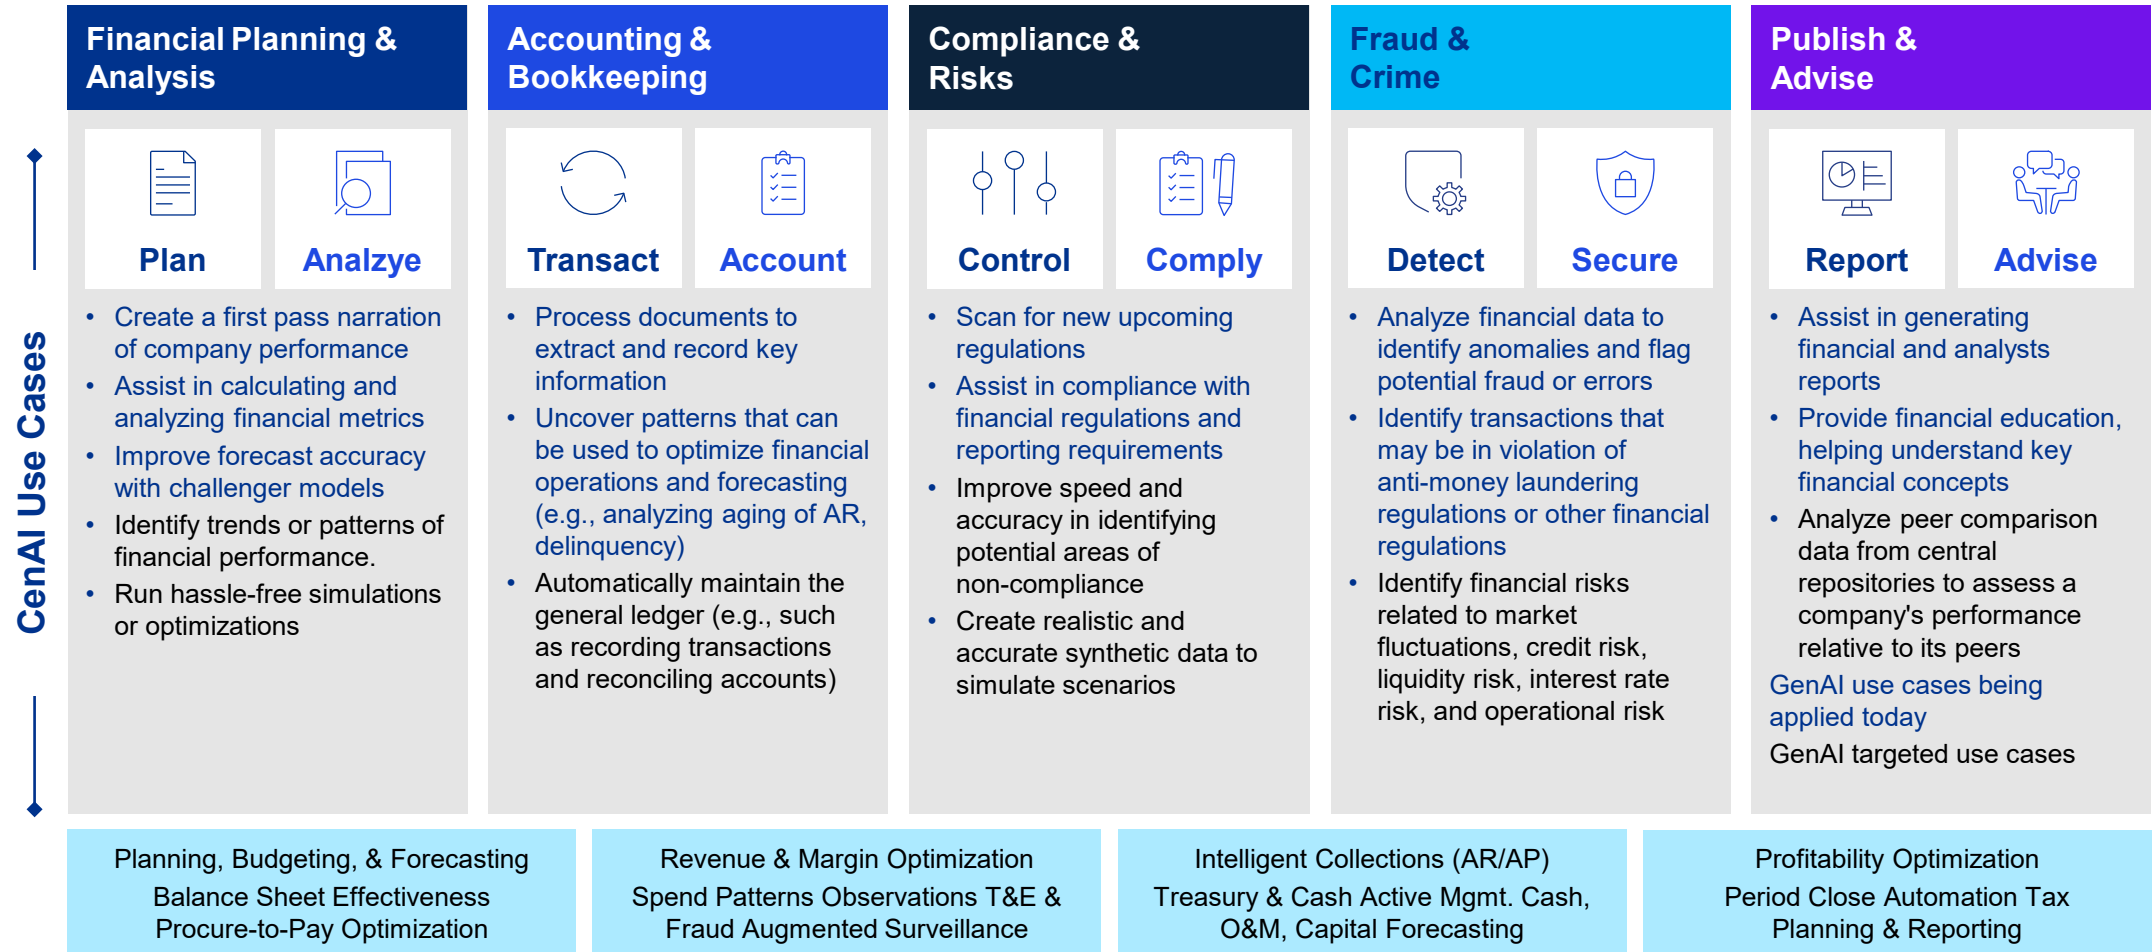 Financial Planning &
Analysis
Accounting &
Bookkeeping
Compliance &
Risks
Fraud &
Crime
Publish &
Advise
CenAI Use Cases
Plan
Analzye
• Create a first pass narration
of company performance
• Assist in calculating and
analyzing financial metrics
• Improve forecast accuracy
with challenger models
• Identify trends or patterns of
financial performance.
• Run hassle-free simulations
or optimizations
Transact
Account
• Process documents to
extract and record key
information
• Uncover patterns that can
be used to optimize financial
operations and forecasting
(e.g., analyzing aging of AR,
delinquency)
• Automatically maintain the
general ledger (e.g., such
as recording transactions
and reconciling accounts)
Control
Comply
• Scan for new upcoming
regulations
• Assist in compliance with
financial regulations and
reporting requirements
• Improve speed and
accuracy in identifying
potential areas of
non-compliance
• Create realistic and
accurate synthetic data to
simulate scenarios
Detect
Secure
• Analyze financial data to
identify anomalies and flag
potential fraud or errors
• Identify transactions that
may be in violation of
anti-money laundering
regulations or other financial
regulations
• Identify financial risks
related to market
fluctuations, credit risk,
liquidity risk, interest rate
risk, and operational risk
Report
Advise
• Assist in generating
financial and analysts
reports
• Provide financial education,
helping understand key
financial concepts
• Analyze peer comparison
data from central
repositories to assess a
company's performance
relative to its peers
GenAI use cases being
applied today
GenAI targeted use cases
Planning, Budgeting, & Forecasting
Balance Sheet Effectiveness
Procure-to-Pay Optimization
Revenue & Margin Optimization
Spend Patterns Observations T&E &
Fraud Augmented Surveillance
Intelligent Collections (AR/AP)
Treasury & Cash Active Mgmt. Cash,
O&M, Capital Forecasting
Profitability Optimization
Period Close Automation Tax
Planning & Reporting